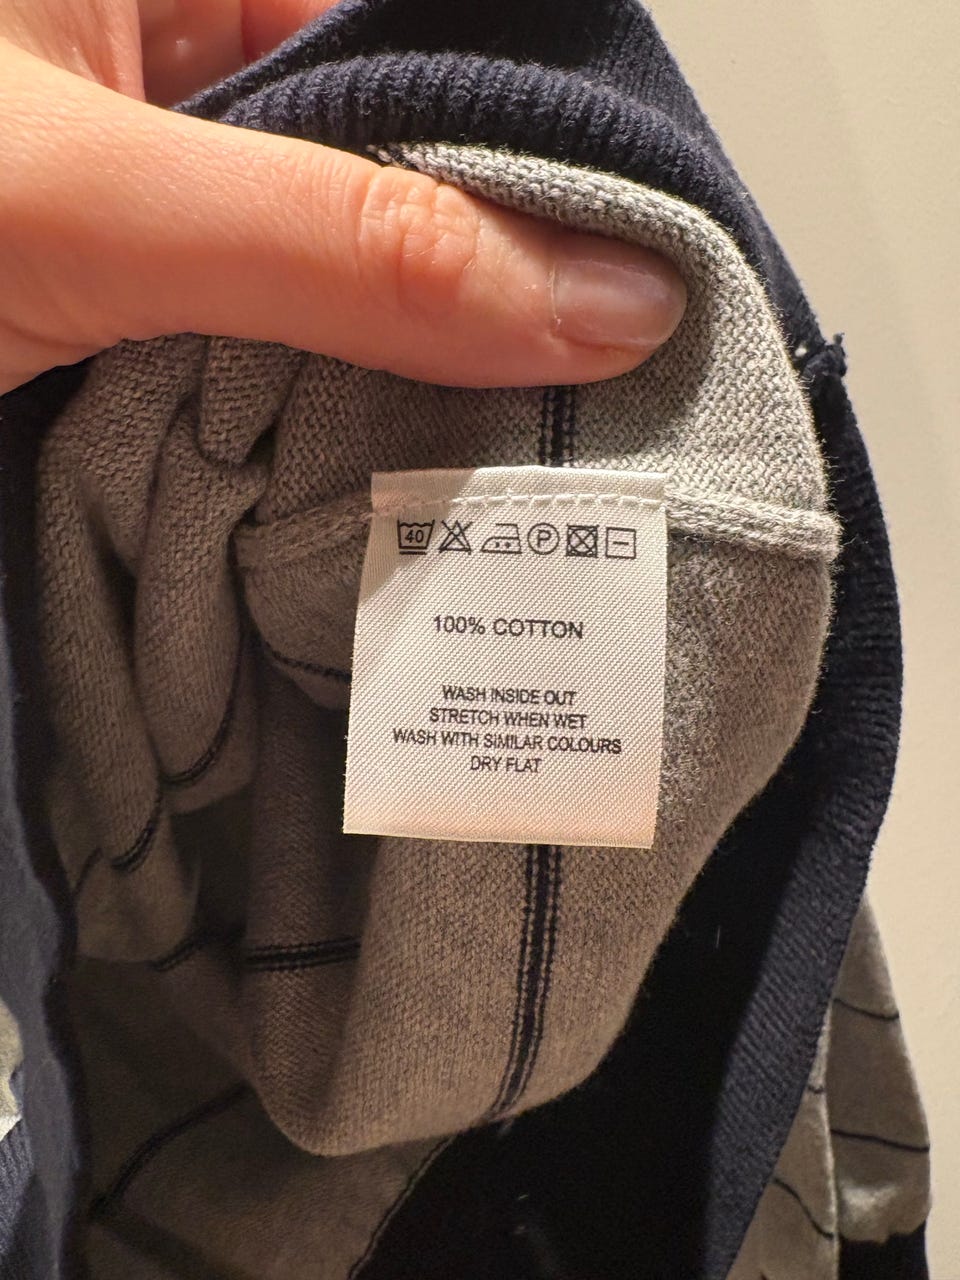 40 P
100% COTTON
WASH INSIDE OUT
STRETCH WHEN WET
WASH WITH SIMILAR COLOURS
DRY FLAT